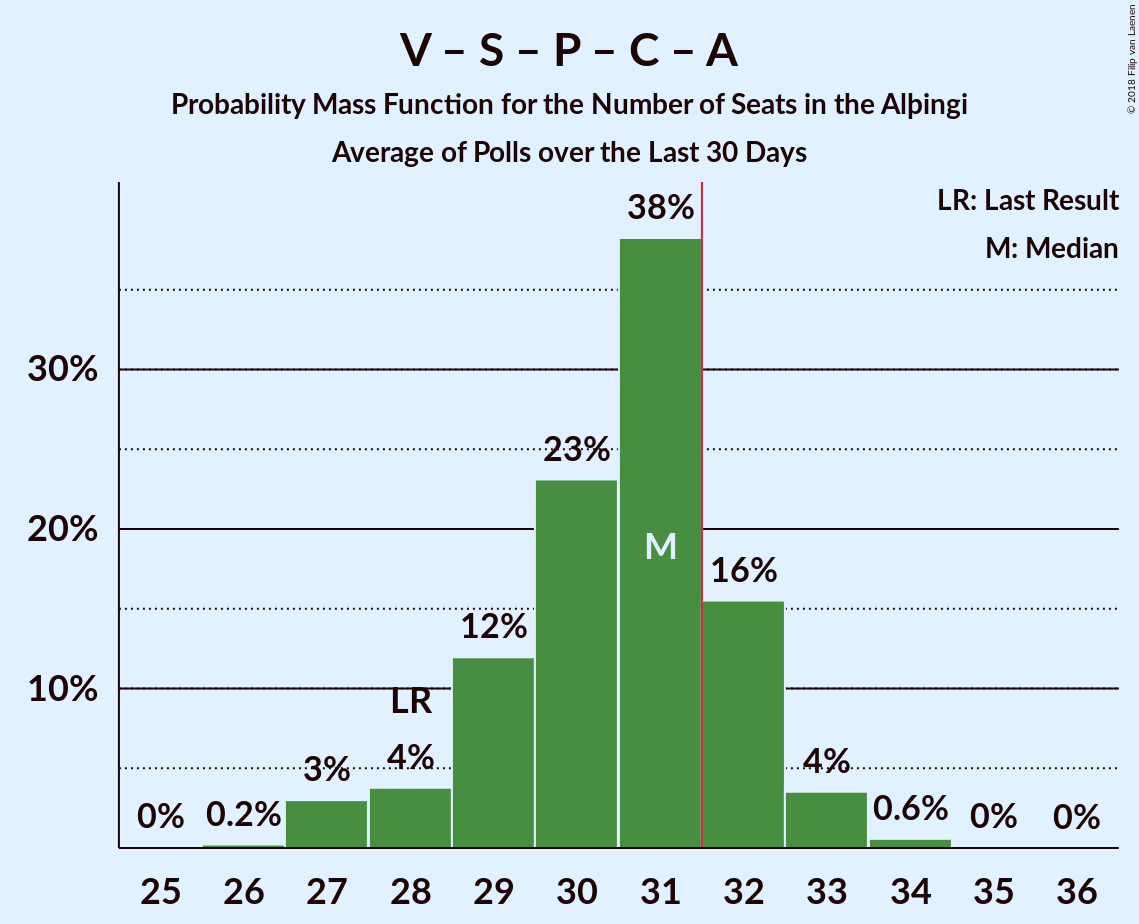 V – S – P – C – A
Probability Mass Function for the Number of Seats in the Alþingi
Average of Polls over the Last 30 Days
© 2018 Filip van Laenen
LR: Last Result
M: Median
38%
30%
23%
20%
M
16%
12%
10%
LR
4%
3%
4%
0%
0.2%
0.6%
0%
0%
25 26 27 28 29 30 31 32 33 34 35 36